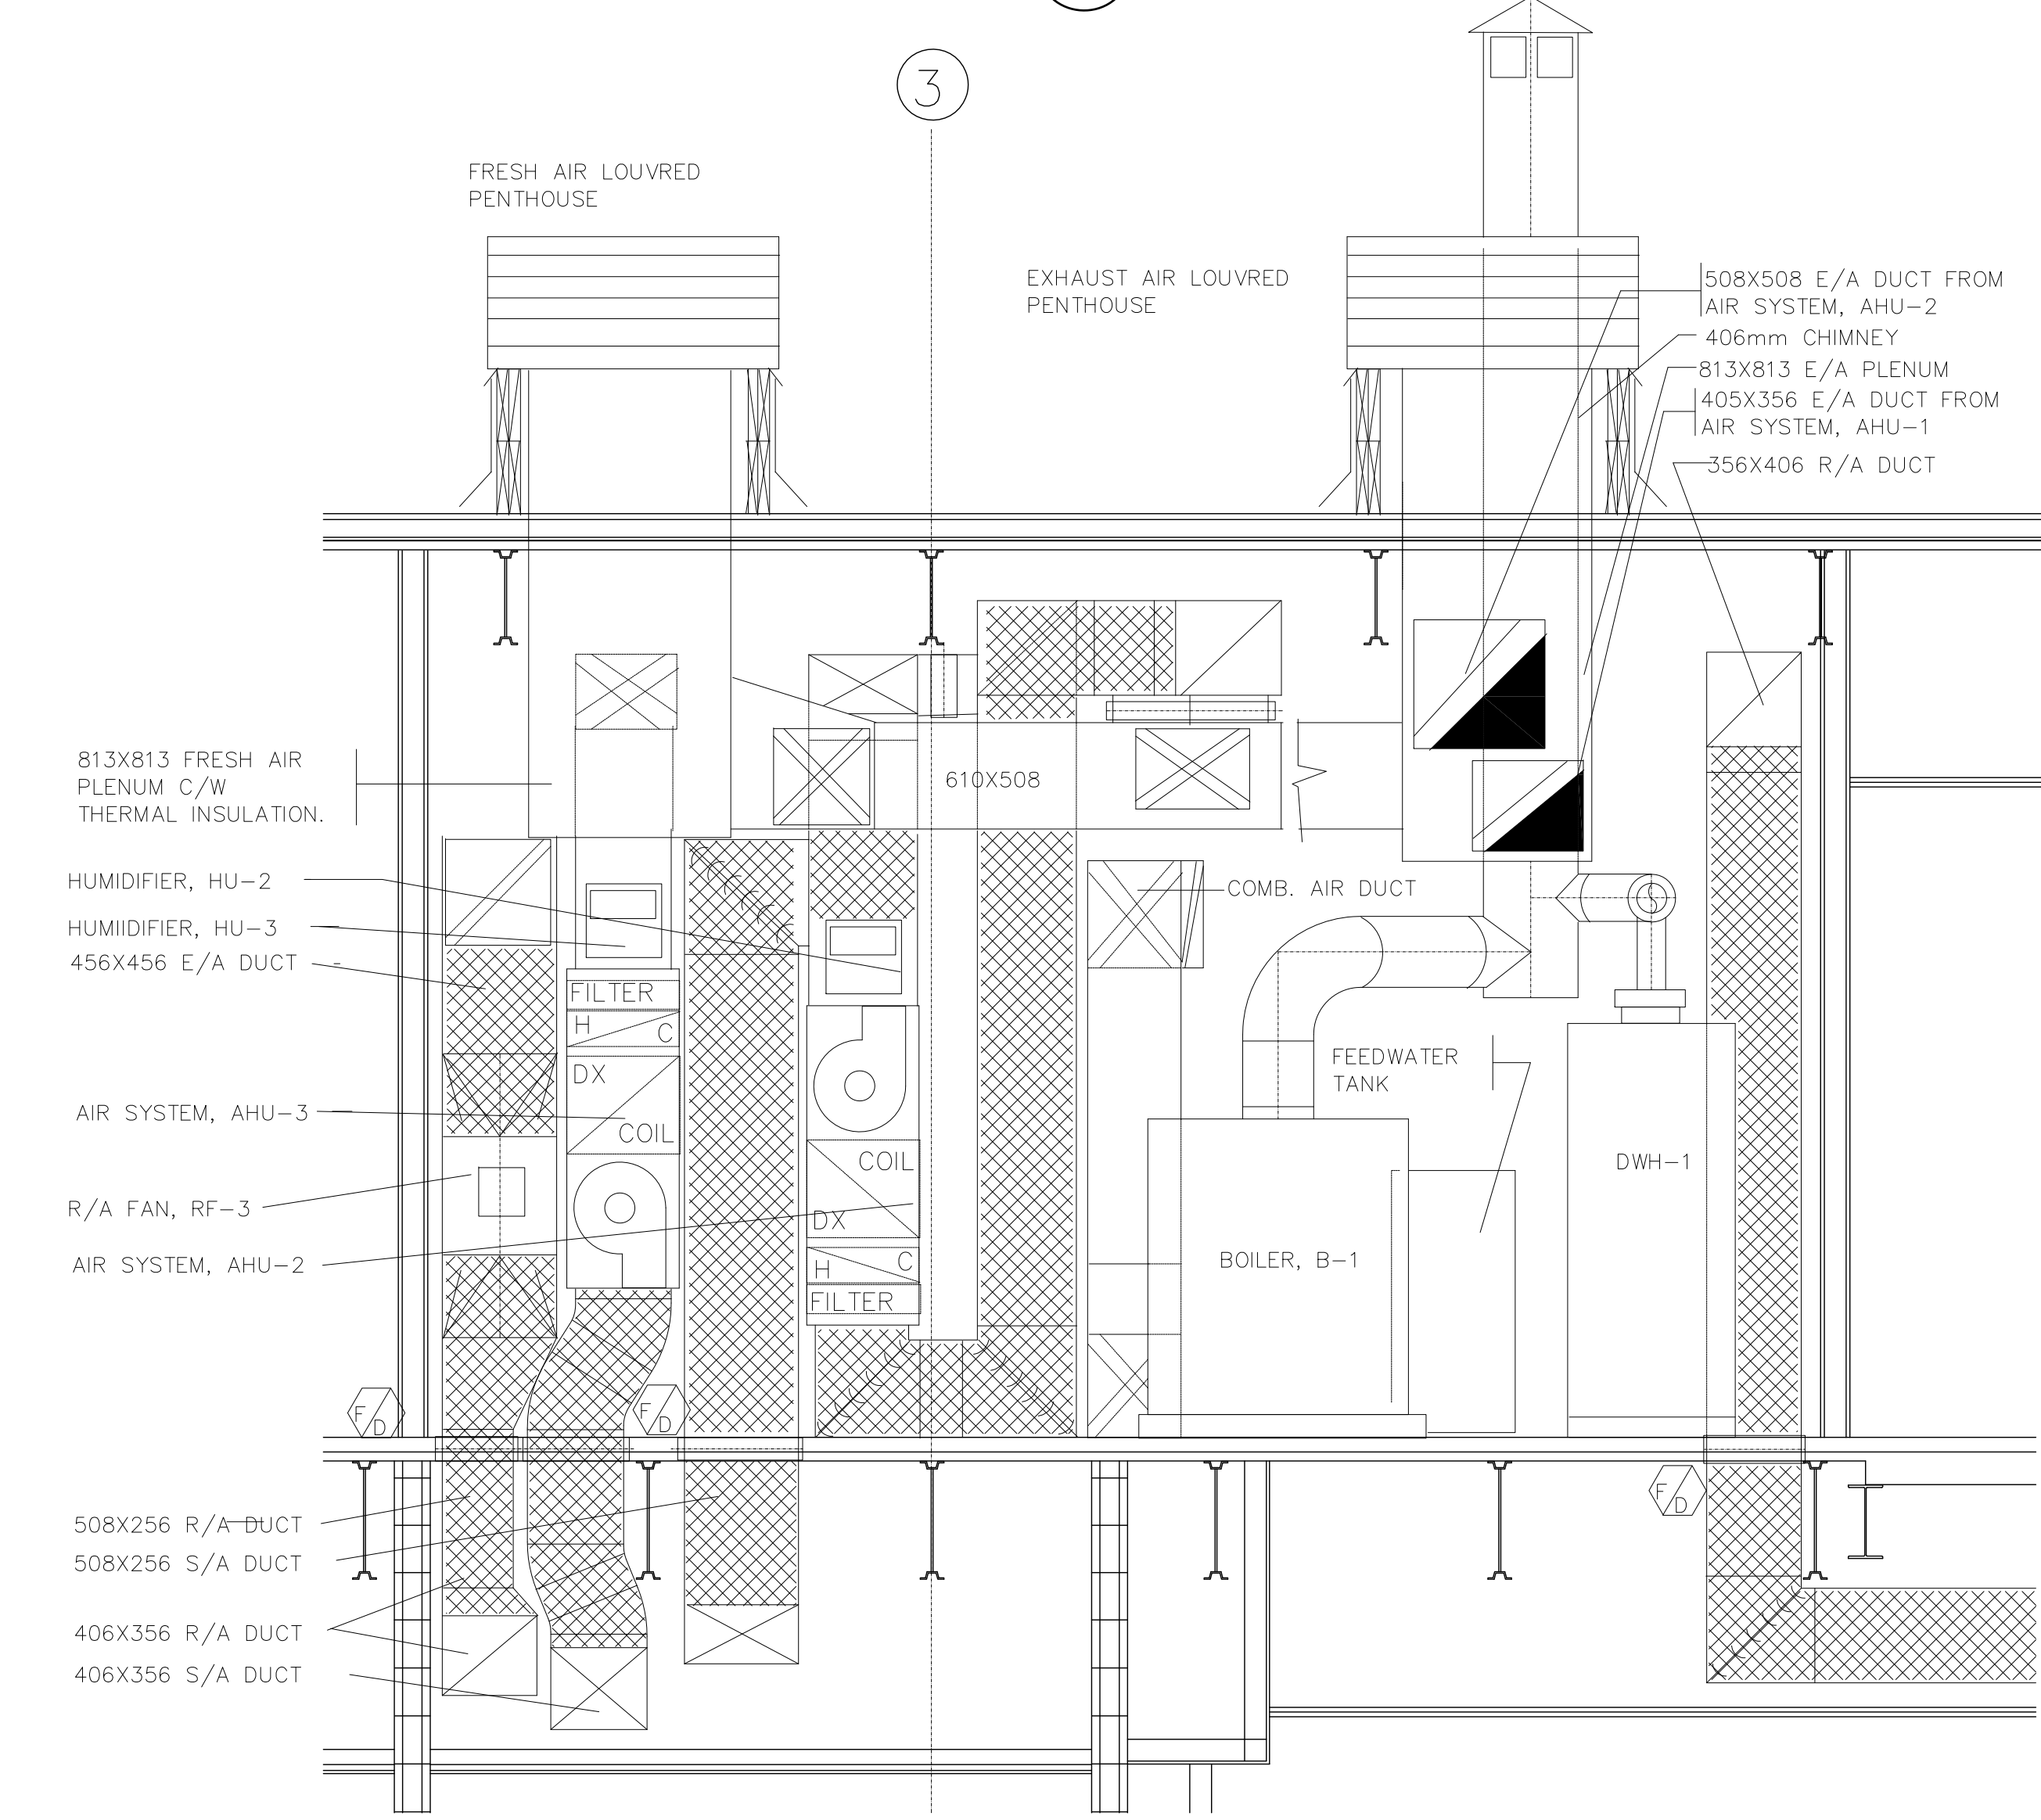 3
FRESH AIR LOUVRED
PENTHOUSE
EXHAUST AIR LOUVRED
PENTHOUSE
508X508 E/A DUCT FROM
AIR SYSTEM, AHU-2
406mm CHIMNEY
813X813 E/A PLENUM
405X356 E/A DUCT FROM
AIR SYSTEM, AHU-1
356X406 R/A DUCT
813X813 FRESH AIR
PLENUM C/W
THERMAL INSULATION.
610X508
HUMIDIFIER, HU-2
COMB. AIR DUCT
HUMIIDIFIER, HU-3
456X456 E/A DUCT
FILTER
H
C
DX
COIL
FEEDWATER
TANK
AIR SYSTEM, AHU-3
COIL
DX
DWH-1
R/A FAN, RF-3
AIR SYSTEM, AHU-2
H
C
FILTER
BOILER, B-1
F/D
F/D
F/D
508X256 R/A DUCT
508X256 S/A DUCT
406X356 R/A DUCT
406X356 S/A DUCT